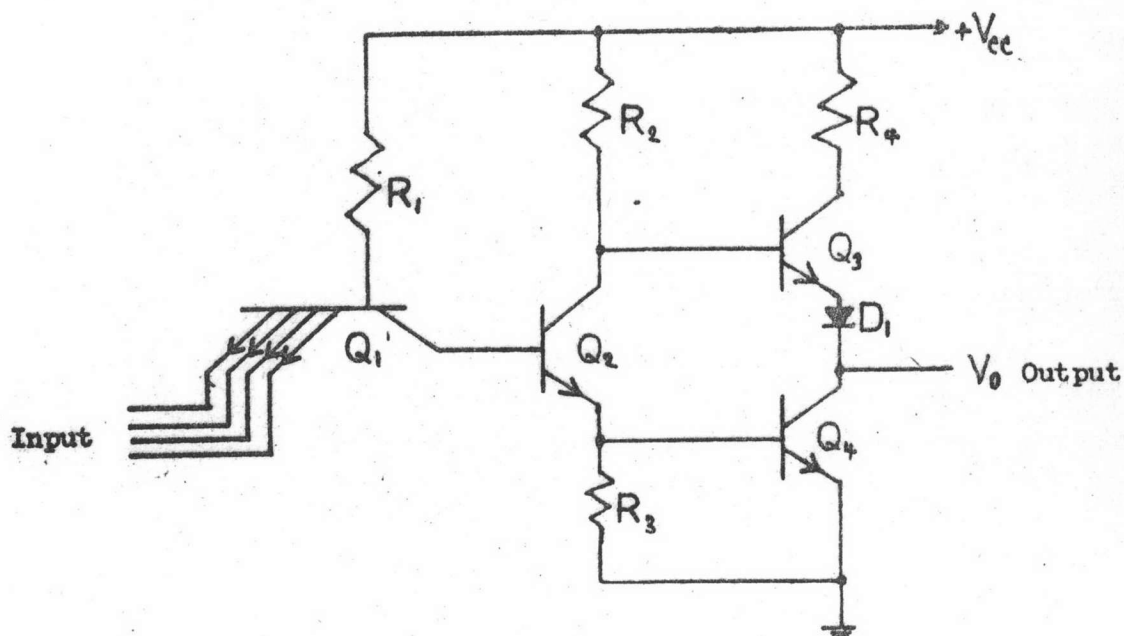 +Vcc
R₂
R₄
R₁
Q₃
D₁
Q₁
Q₂
V₀ Output
Input
Q₄
R₃